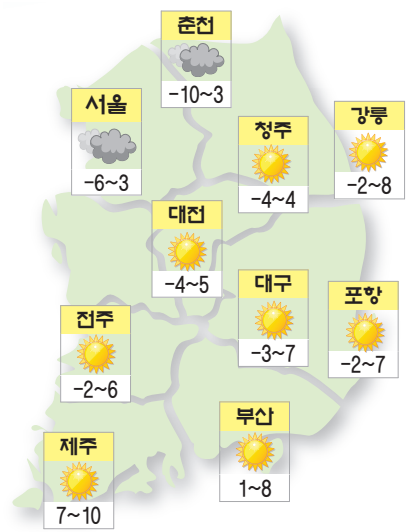 춘천
-10~3
서울
-6~3
청주
-4~4
강릉
-2~8
대전
-4~5
대구
-3~7
포항
-2~7
전주
-2~6
부산
1~8
제주
7~10